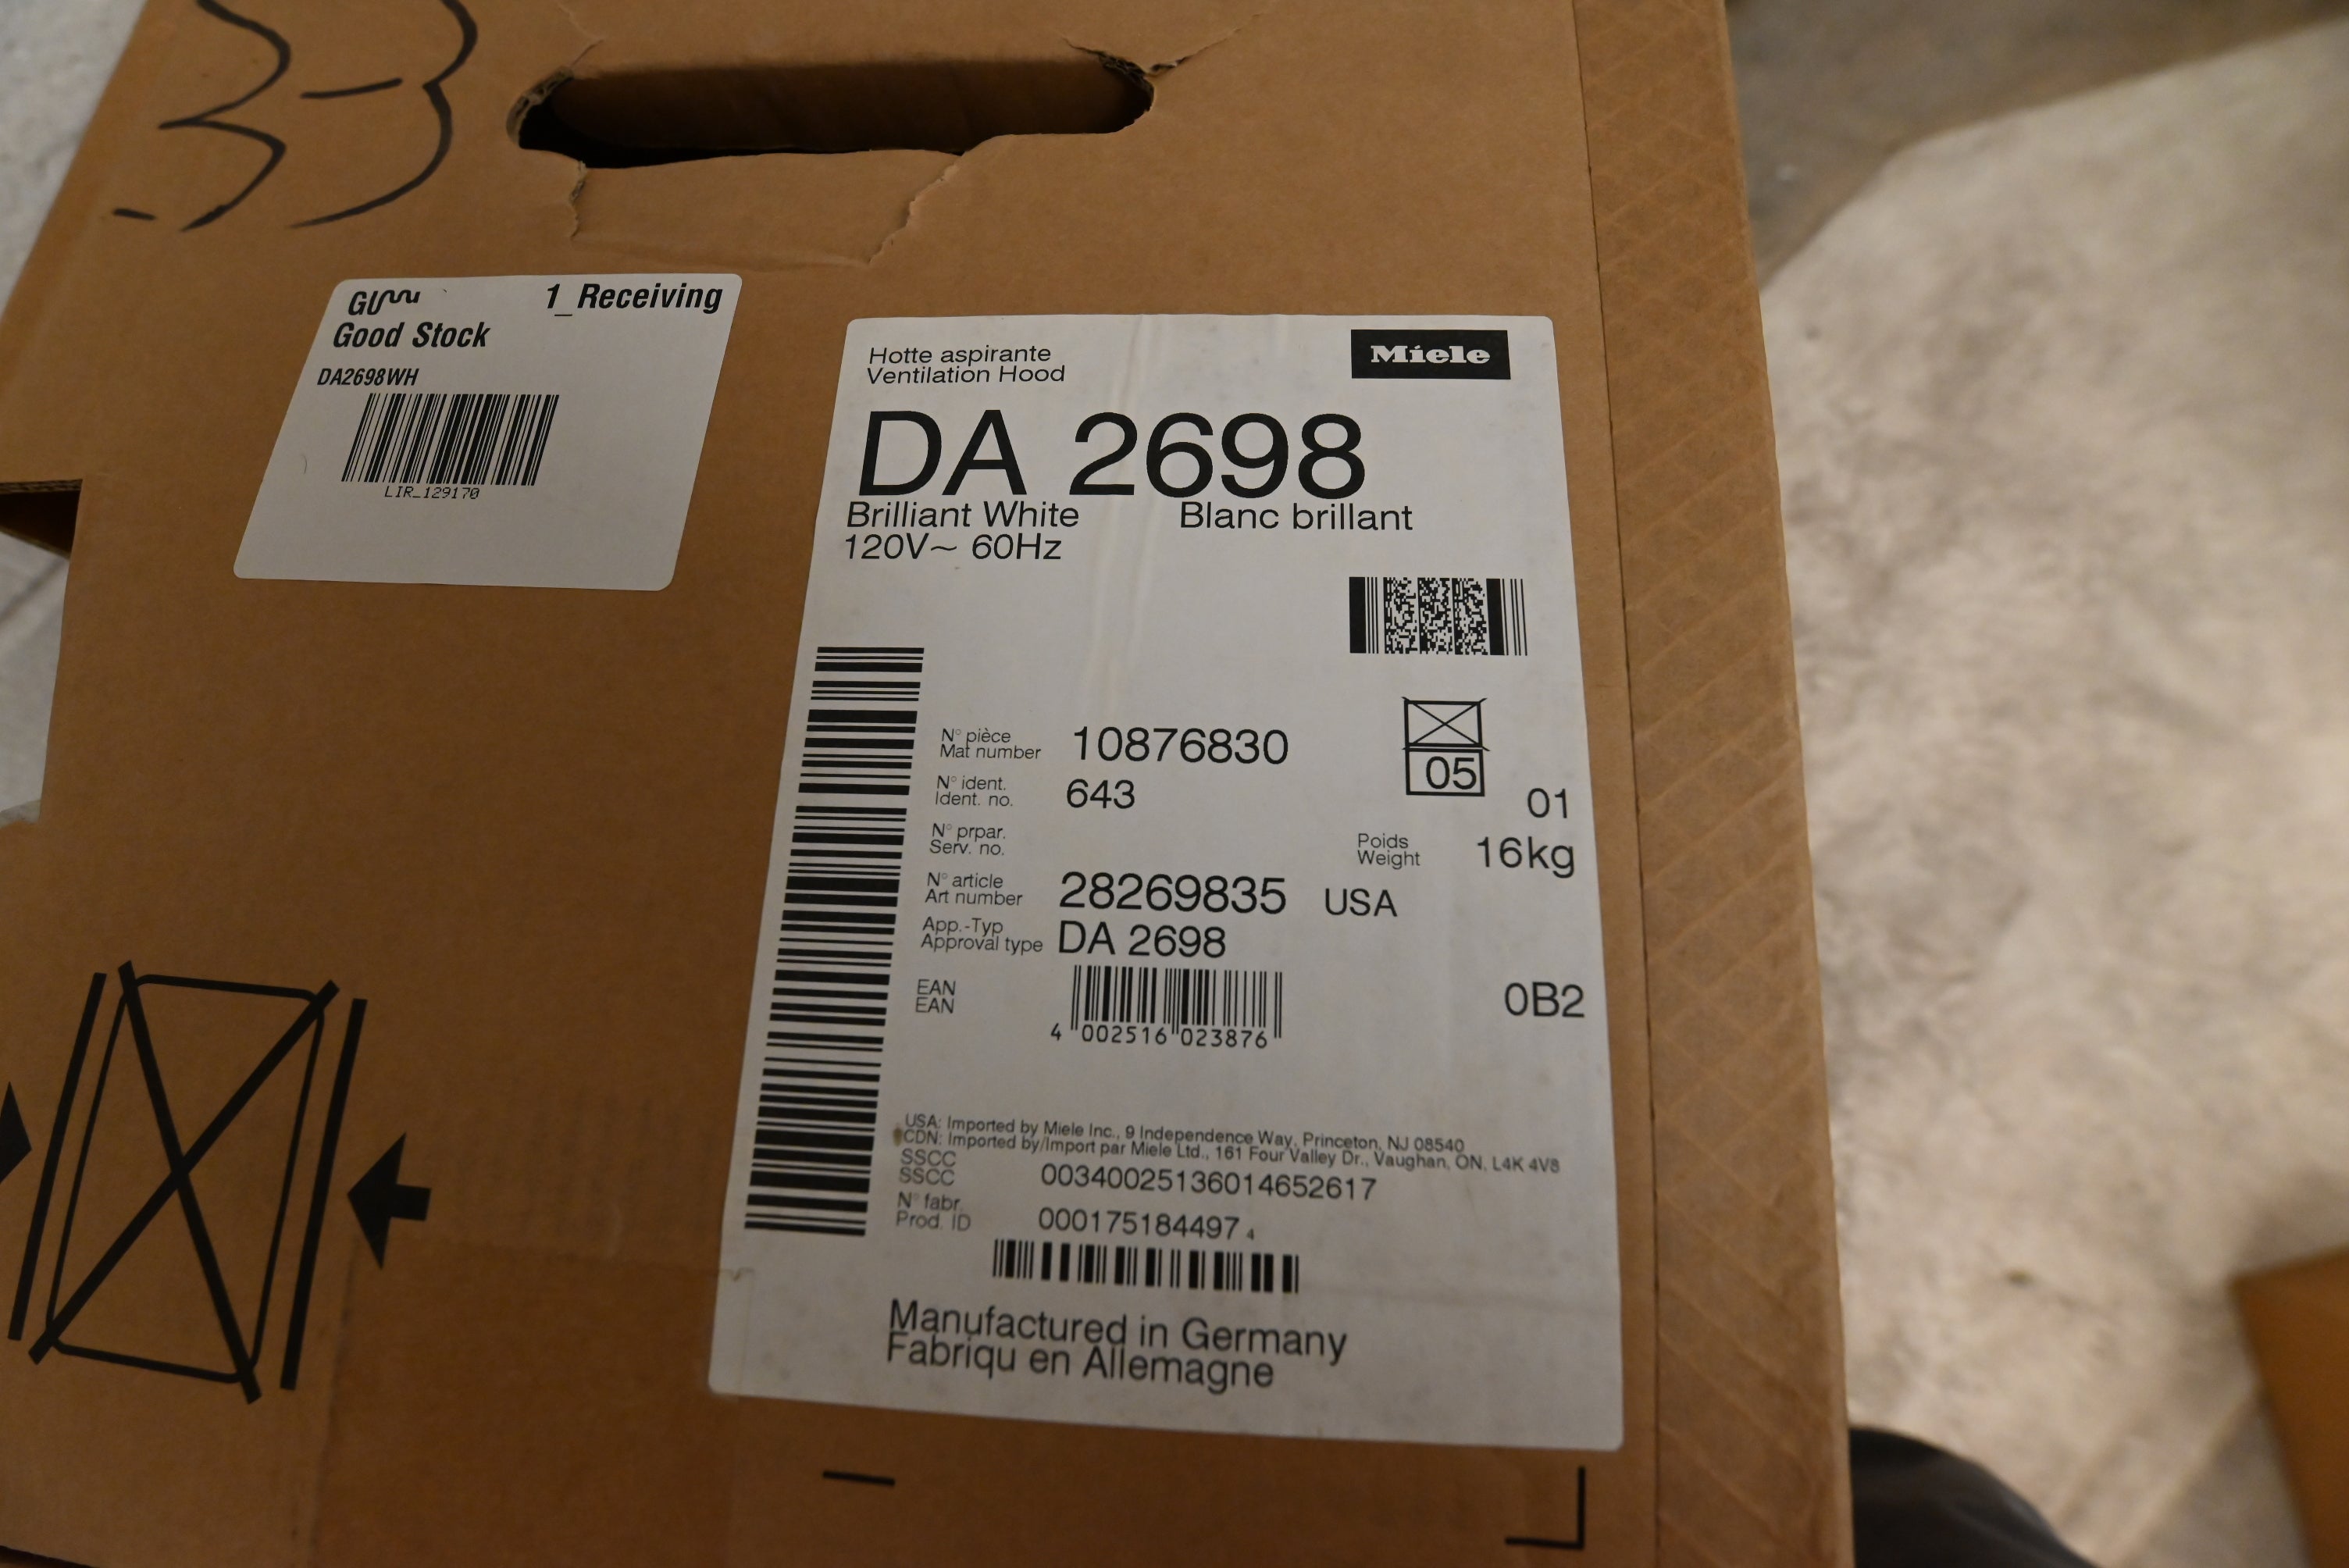 3-3
GU
1_Receiving
Good Stock
DA2698WH
LIR_129170
Hotte aspirante
Ventilation Hood
Miele
DA 2698
Brilliant White Blanc brillant
120V~ 60Hz
N° pièce
Mat number 10876830
05
N° ident.
Ident. no. 643
01
N° prpar.
Serv. no.
Poids
Weight 16kg
N° article
Art number 28269835 USA
App.-Typ
Approval type DA 2698
EAN
EAN
0B2
4 002516 023876
USA: Imported by Miele Inc., 9 Independence Way, Princeton, NJ 08540
CDN: Imported by/Import par Miele Ltd., 161 Four Valley Dr., Vaughan, ON, L4K 4V8
SSCC
SSCC 00340025136014652617
N° fabr.
Prod. ID 000175184497 4
Manufactured in Germany
Fabriqu en Allemagne